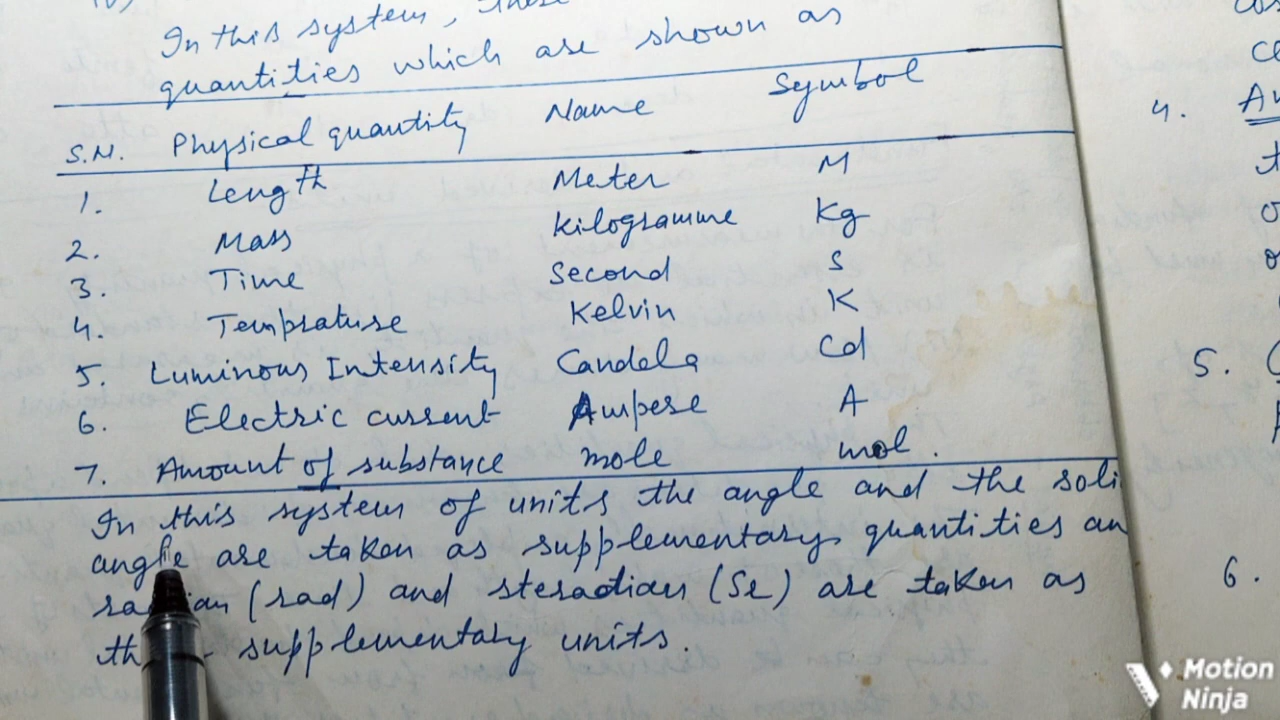 In this system, these
quantities which are shown as
S.N. Physical quantity Name Symbol
1. Length Meter M
2. Mass Kilogramme Kg
3. Time Second S
4. Temprature Kelvin K
5. Luminous Intensity Candela Cd
6. Electric current Ampere A
7. Amount of substance mole mol.
In this system of units the angle and the soli
angle are taken as supplementary quantities an
(rad) and steradian (Sr) are taken as
supplementary units.
4.
5.
6.
Motion
Ninja